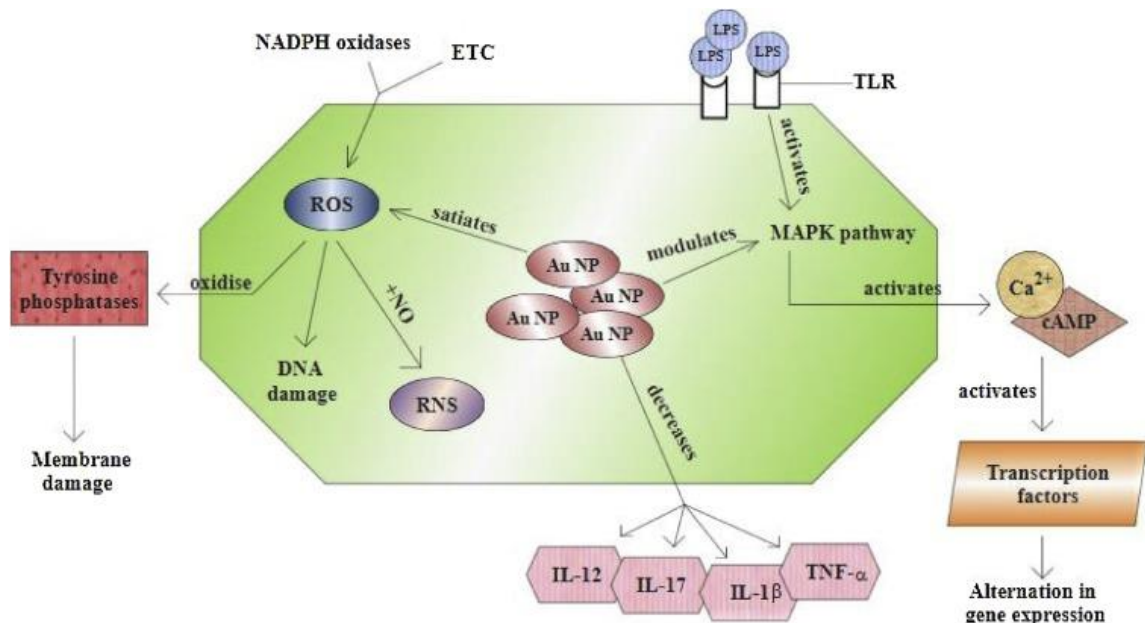 NADPH oxidases
ETC
LPS
LPS
LPS
TLR
activates
ROS
satiates
Au NP
Au NP
Au NP
Au NP
modulates
MAPK pathway
oxidise
Tyrosine
phosphatases
+NO
activates
Ca2+
cAMP
DNA
damage
RNS
decreases
activates
Membrane
damage
Transcription
factors
IL-12
IL-17
IL-1β
TNF-α
Alternation in
gene expression